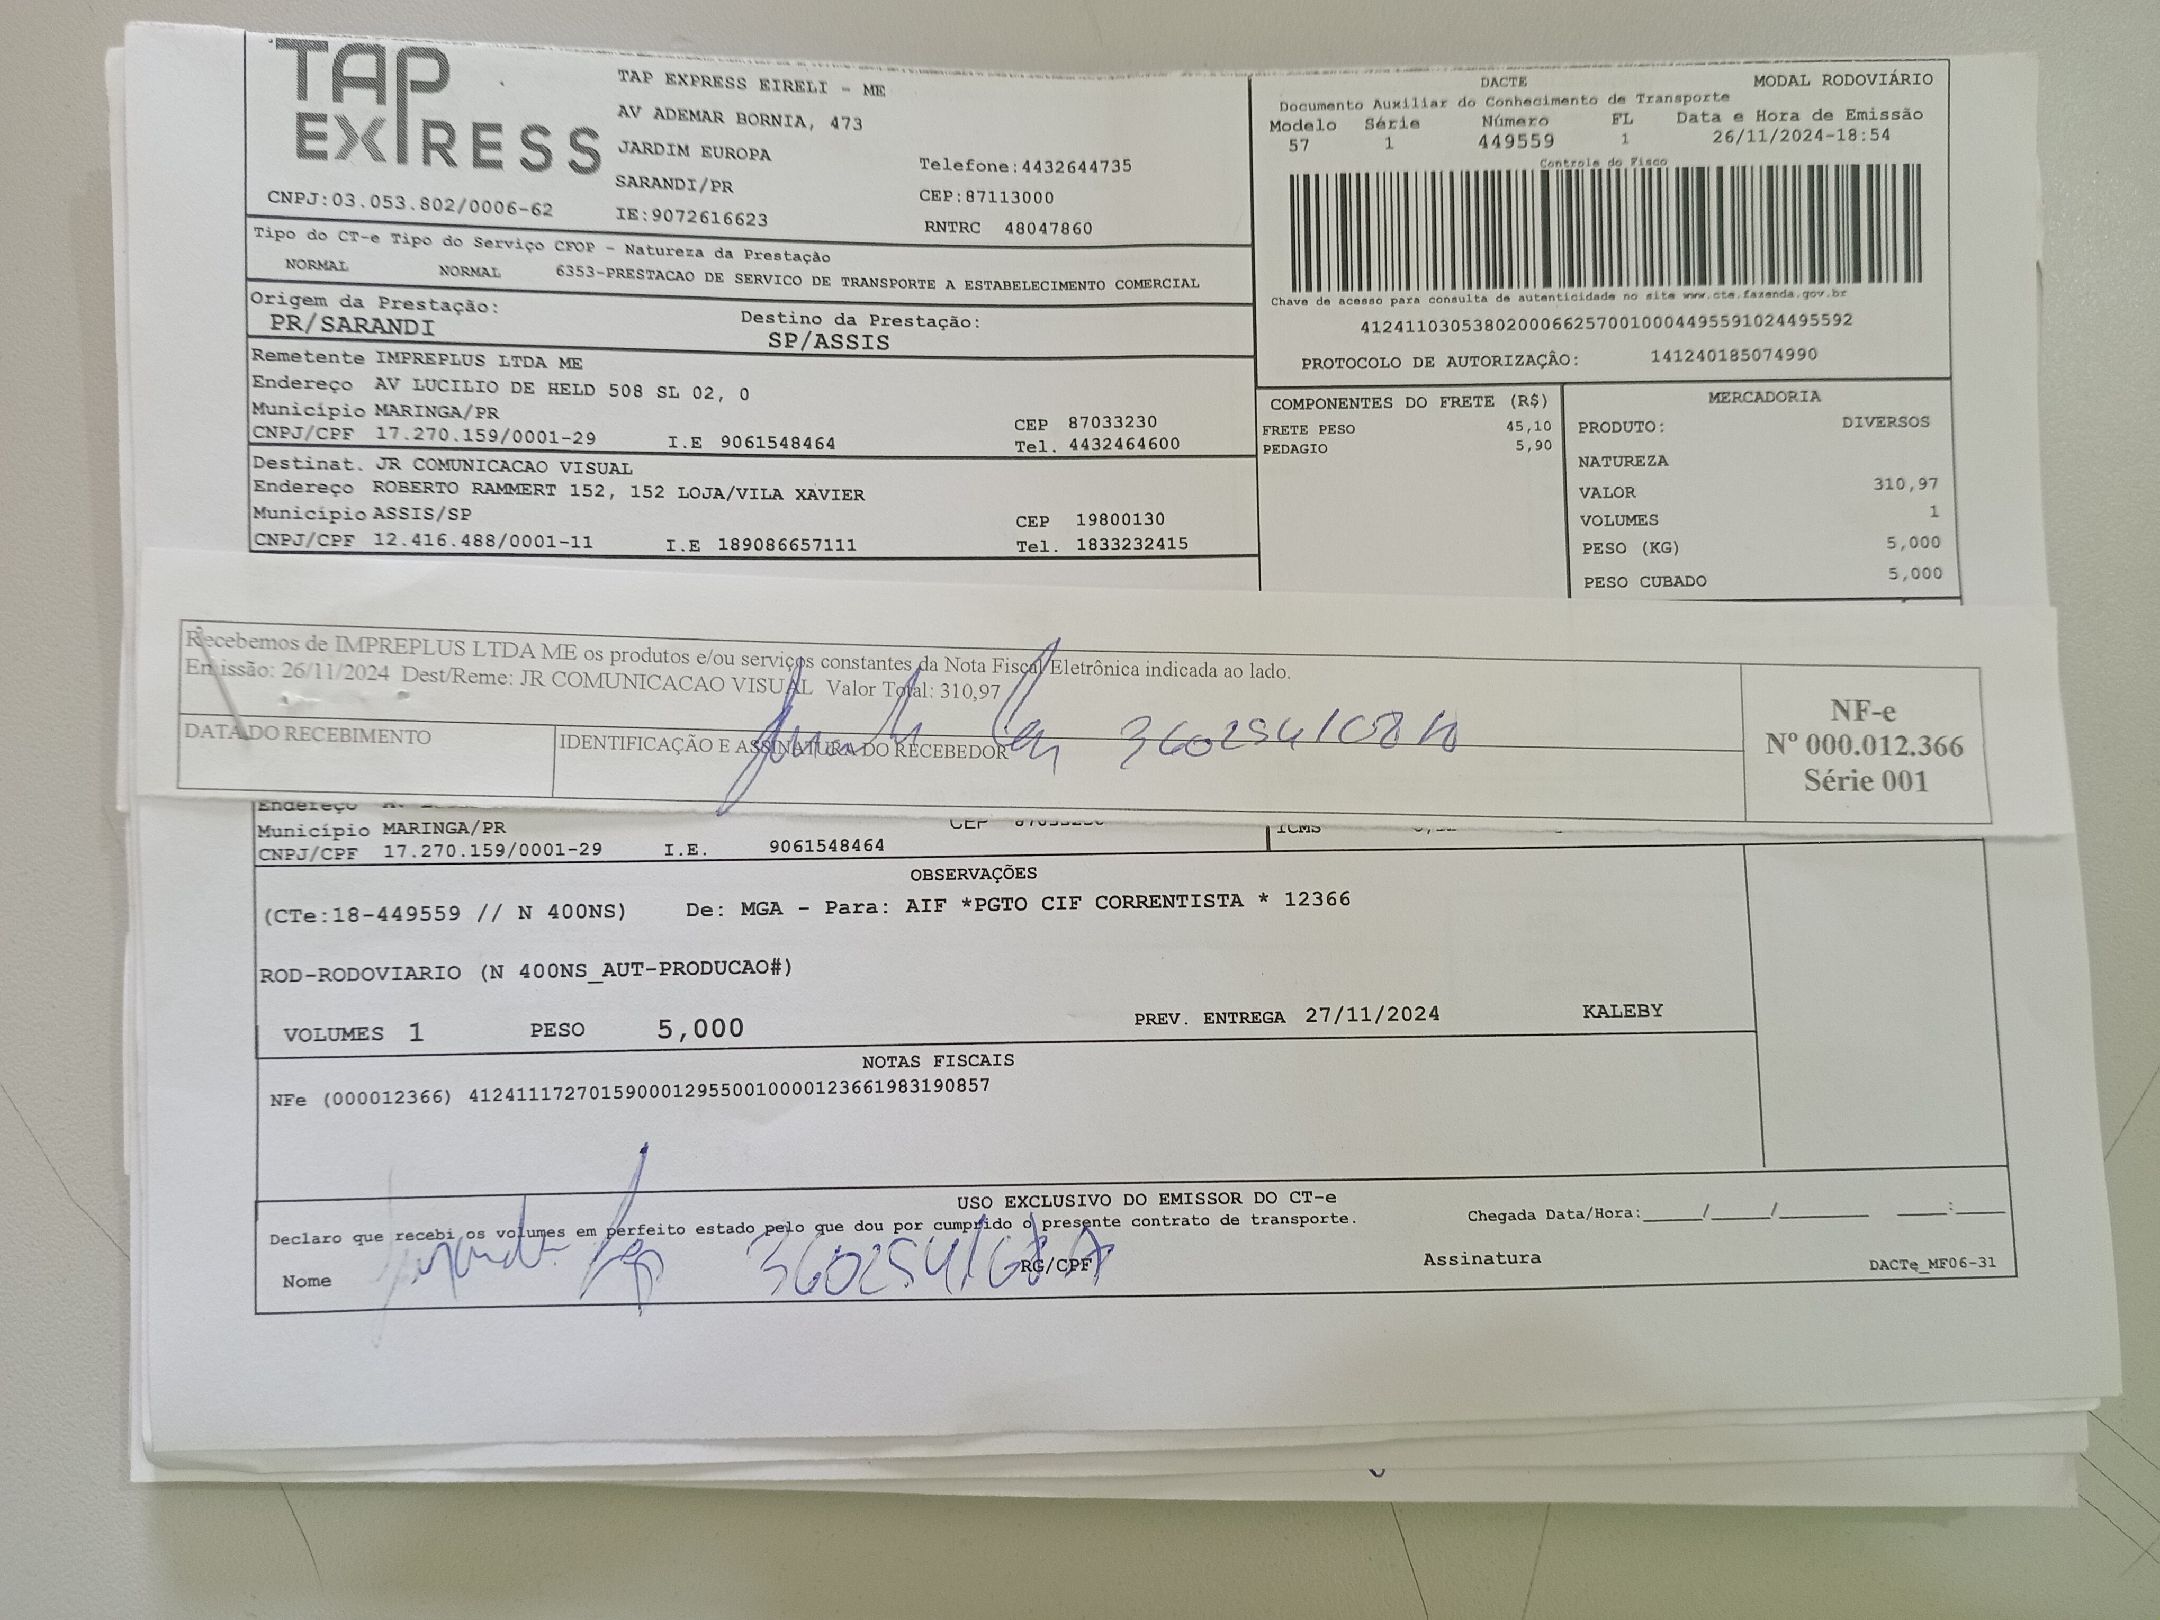 TAP EXPRESS
TAP EXPRESS EIRELI - ME
AV ADEMAR BORNIA, 473
JARDIM EUROPA
SARANDI/PR
IE:9072616623
Telefone:4432644735
CEP:87113000
RNTRC 48047860
CNPJ:03.053.802/0006-62
DACTE MODAL RODOVIÁRIO
Documento Auxiliar do Conhecimento de Transporte
Modelo Série Número FL Data e Hora de Emissão
57 1 449559 1 26/11/2024-18:54
Controle do Fisco
Chave de acesso para consulta de autenticidade no site www.cte.fazenda.gov.br
41241103053802000662570010004495591024495592
PROTOCOLO DE AUTORIZAÇÂO: 141240185074990
Tipo do CT-e Tipo do Serviço CFOP - Natureza da Prestação
NORMAL NORMAL 6353-PRESTACAO DE SERVICO DE TRANSPORTE A ESTABELECIMENTO COMERCIAL
Origem da Prestação: Destino da Prestação:
PR/SARANDI SP/ASSIS
Remetente IMPREPLUS LTDA ME
Endereço AV LUCILIO DE HELD 508 SL 02, 0
Município MARINGA/PR CEP 87033230
CNPJ/CPF 17.270.159/0001-29 I.E 9061548464 Tel. 4432464600
Destinat. JR COMUNICACAO VISUAL
Endereço ROBERTO RAMMERT 152, 152 LOJA/VILA XAVIER
Município ASSIS/SP CEP 19800130
CNPJ/CPF 12.416.488/0001-11 I.E 189086657111 Tel. 1833232415
COMPONENTES DO FRETE (R$)
FRETE PESO 45,10
PEDAGIO 5,90
MERCADORIA
PRODUTO: DIVERSOS
NATUREZA
VALOR 310,97
VOLUMES 1
PESO (KG) 5,000
PESO CUBADO 5,000
Recebemos de IMPREPLUS LTDA ME os produtos e/ou serviços constantes da Nota Fiscal Eletrônica indicada ao lado.
Emissão: 26/11/2024 Dest/Reme: JR COMUNICACAO VISUAL Valor Total: 310,97
DATA DO RECEBIMENTO
IDENTIFICAÇÃO E ASSINATURA DO RECEBEDOR
NF-e
Nº 000.012.366
Série 001
Endereço
Município MARINGA/PR CEP
ICMS
CNPJ/CPF 17.270.159/0001-29 I.E. 9061548464
OBSERVAÇÕES
(CTe:18-449559 // N 400NS) De: MGA - Para: AIF *PGTO CIF CORRENTISTA * 12366
ROD-RODOVIARIO (N 400NS_AUT-PRODUCAO#)
VOLUMES 1 PESO 5,000 PREV. ENTREGA 27/11/2024 KALEBY
NOTAS FISCAIS
NFe (000012366) 41241117270159000129550010000123661983190857
USO EXCLUSIVO DO EMISSOR DO CT-e
Declaro que recebi os volumes em perfeito estado pelo que dou por cumprido o presente contrato de transporte.
Chegada Data/Hora:_____/_____/________ ____:____
Nome RG/CPF Assinatura DACTe_MF06-31